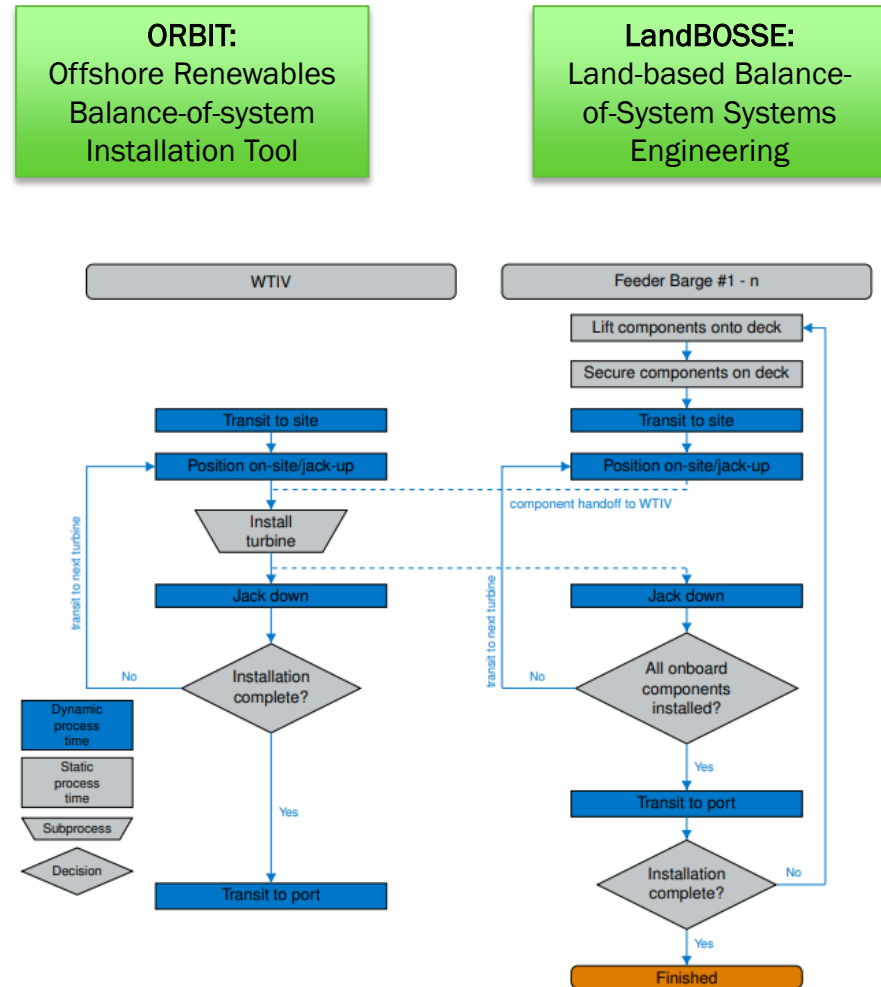 ORBIT:
Offshore Renewables
Balance-of-system
Installation Tool
LandBOSSE:
Land-based Balance-
of-System Systems
Engineering
WTIV
Feeder Barge #1 - n
Lift components onto deck
Secure components on deck
Transit to site
Transit to site
Position on-site/jack-up
Position on-site/jack-up
component handoff to WTIV
Install
turbine
transit to next turbine
transit to next turbine
Jack down
Jack down
No
Installation
complete?
No
All onboard
components
installed?
Dynamic
process
time
Static
process
time
Subprocess
Decision
Yes
Yes
Transit to port
Transit to port
Installation
complete?
No
Yes
Finished